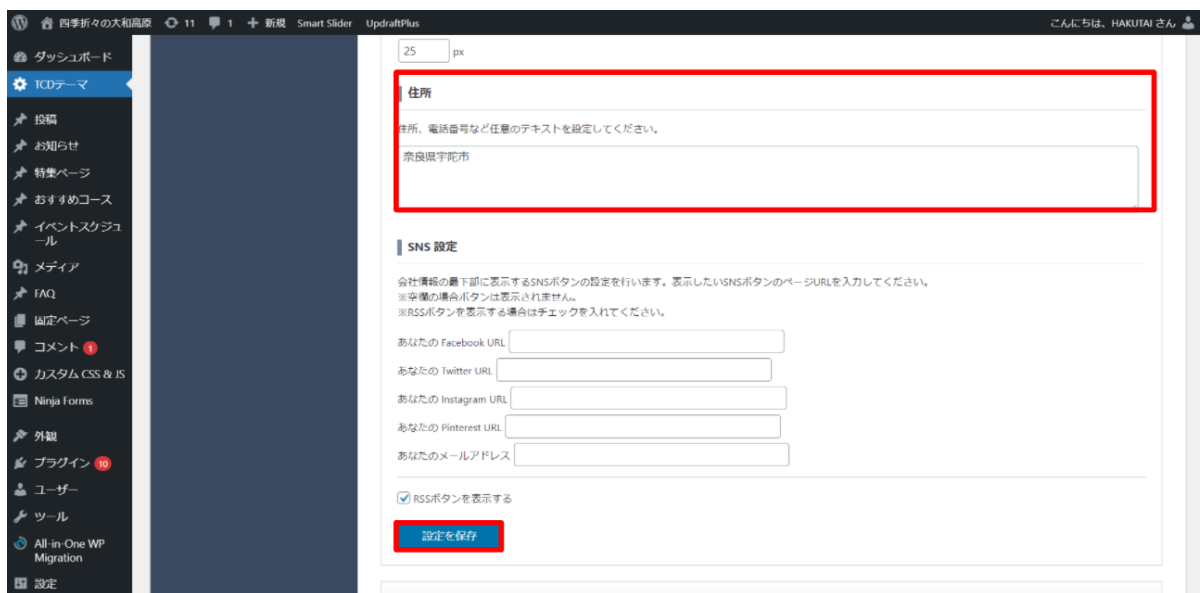 四季折々の大和高原 11 1 新規 Smart Slider UpdraftPlus こんにちは、HAKUTAI さん
ダッシュボード
TCDテーマ
投稿
お知らせ
特集ページ
おすすめコース
イベントスケジュ
ール
メディア
FAQ
固定ページ
コメント 1
カスタム CSS & JS
Ninja Forms
外観
プラグイン 10
ユーザー
ツール
All-in-One WP
Migration
設定
25 px
住所
住所、電話番号など任意のテキストを設定してください。
奈良県宇陀市
SNS 設定
会社情報の最下部に表示するSNSボタンの設定を行います。表示したいSNSボタンのページURLを入力してください。
※空欄の場合ボタンは表示されません。
※RSSボタンを表示する場合はチェックを入れてください。
あなたの Facebook URL
あなたの Twitter URL
あなたの Instagram URL
あなたの Pinterest URL
あなたのメールアドレス
RSSボタンを表示する
設定を保存